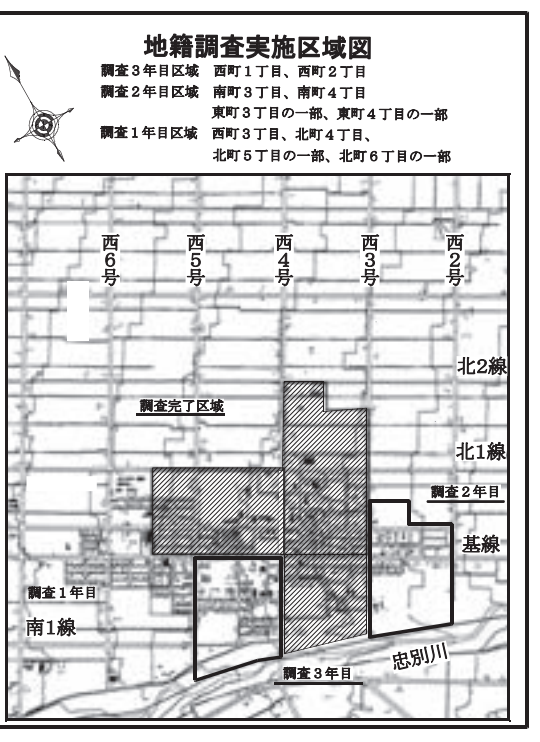 地籍調査実施区域図
調査３年目区域　西町１丁目、西町２丁目
調査２年目区域　南町３丁目、南町４丁目
東町３丁目の一部、東町４丁目の一部
調査１年目区域　西町３丁目、北町４丁目、
北町５丁目の一部、北町６丁目の一部
西6号
西5号
西4号
西3号
西2号
北2線
調査完了区域
北1線
調査２年目
基線
調査１年目
南1線
忠別川
調査３年目